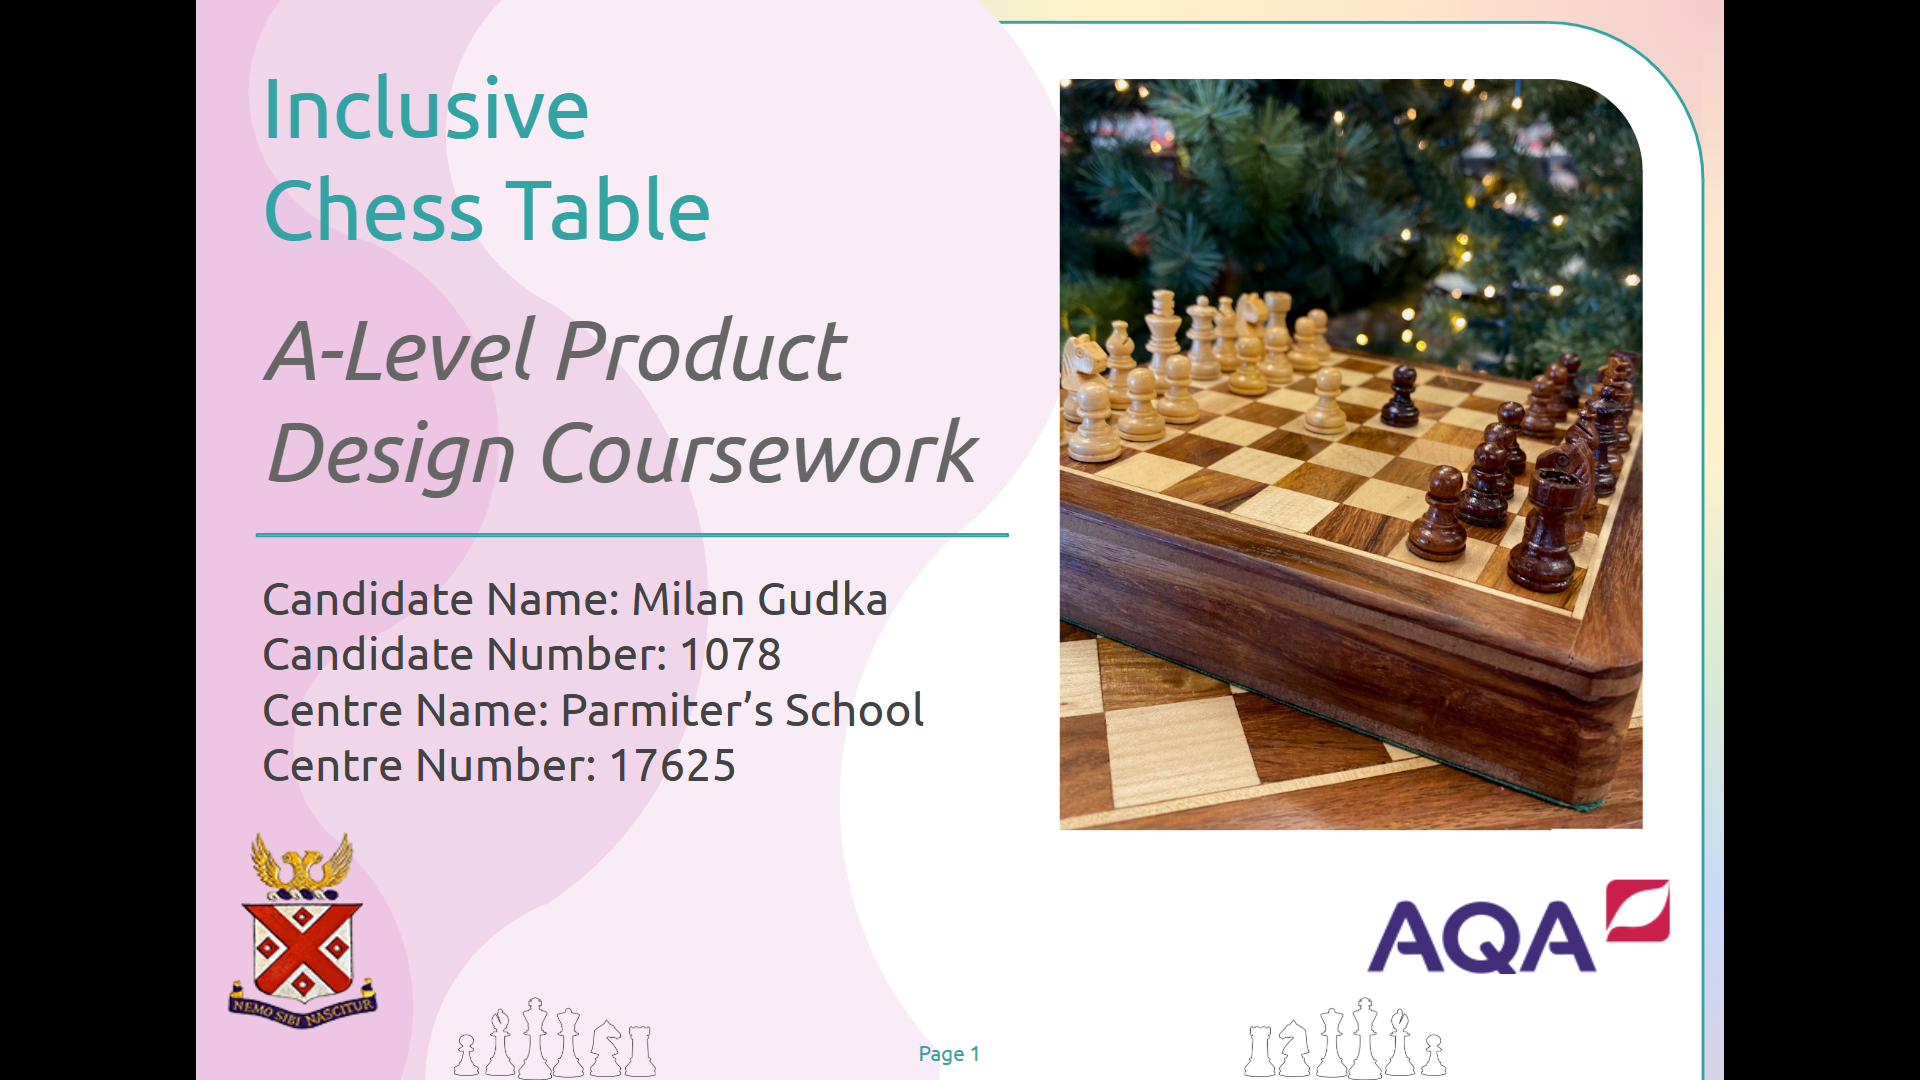 Inclusive
Chess Table
A-Level Product
Design Coursework
Candidate Name: Milan Gudka
Candidate Number: 1078
Centre Name: Parmiter’s School
Centre Number: 17625
NEMO SIBI NASCITUR
AQA
Page 1